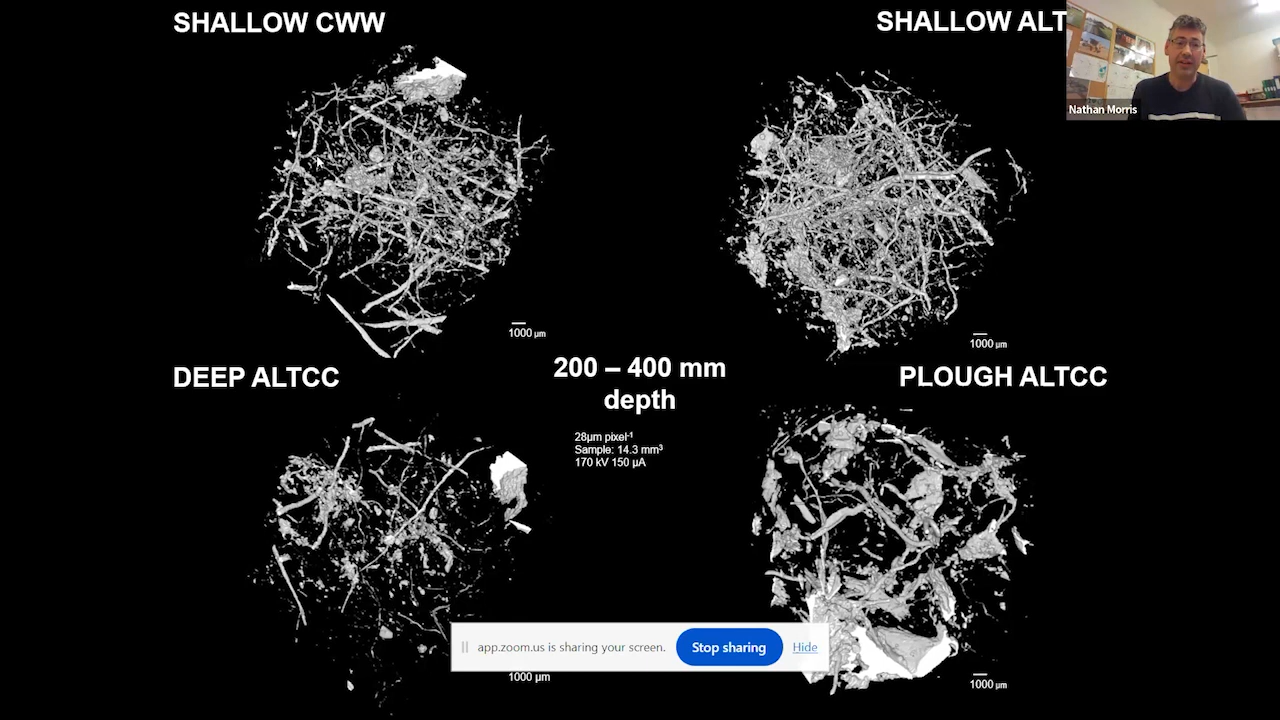 SHALLOW CWW
SHALLOW ALT
Nathan Morris
1000 µm
1000 µm
DEEP ALTCC
200 – 400 mm
depth
PLOUGH ALTCC
28µm pixel-1
Sample: 14.3 mm3
170 kV 150 µA
app.zoom.us is sharing your screen.
Stop sharing
Hide
1000 µm
1000 µm